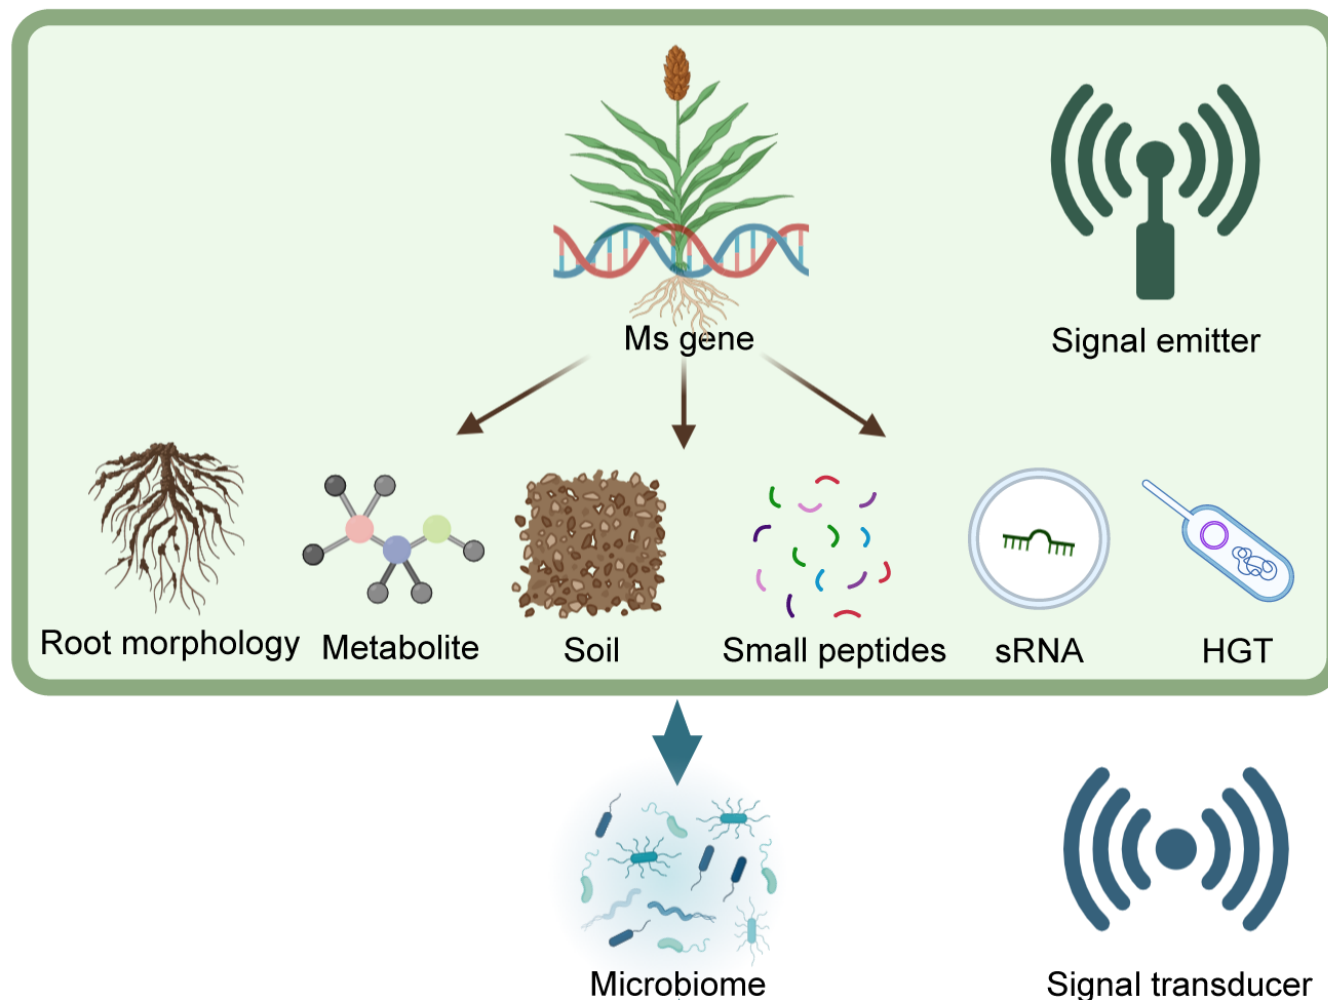 Ms gene
Signal emitter
Root morphology
Metabolite
Soil
Small peptides
sRNA
HGT
Microbiome
Signal transducer